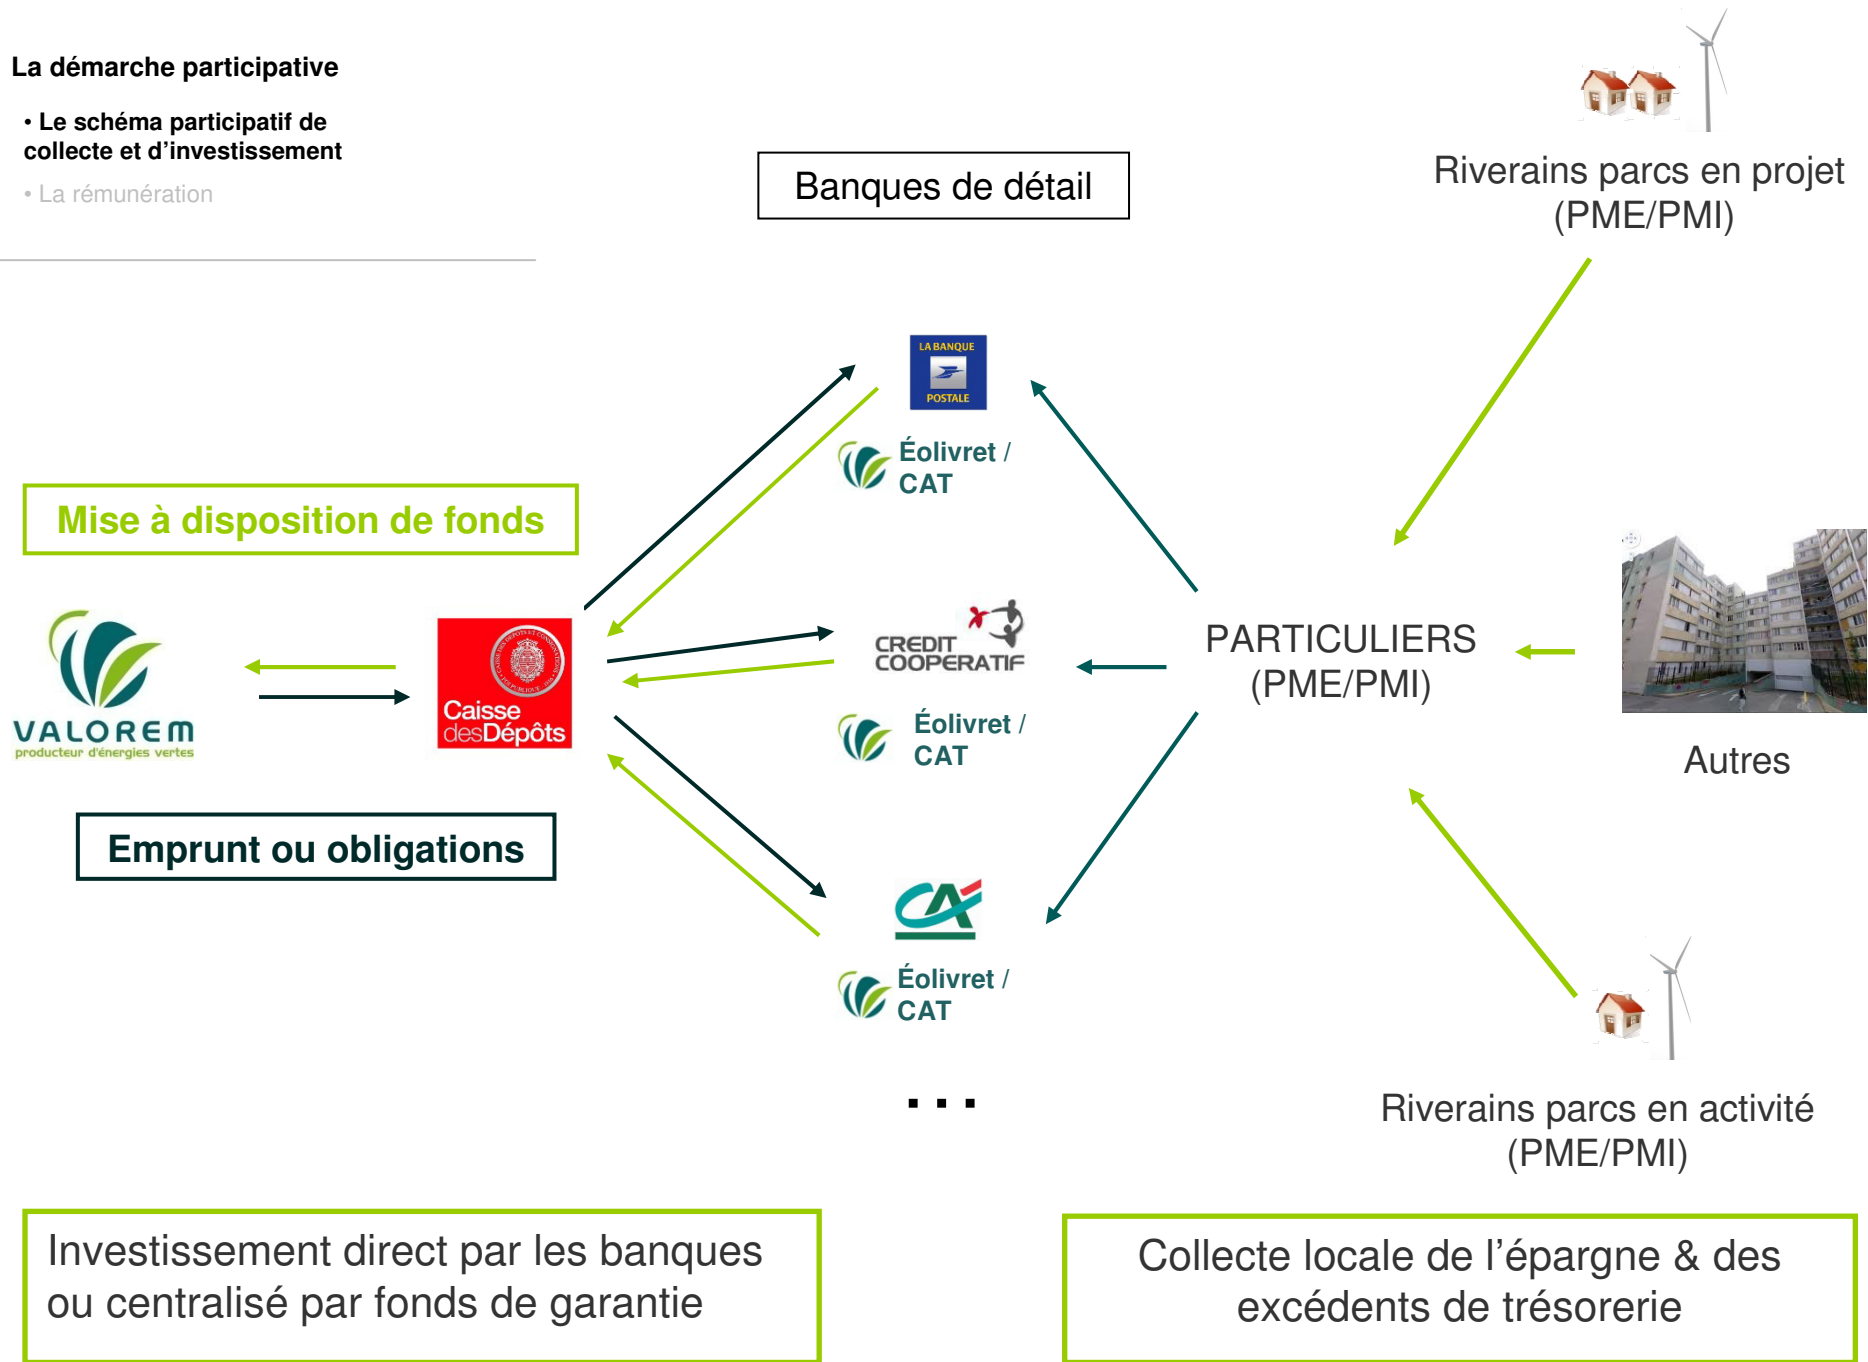 La démarche participative
• Le schéma participatif de
collecte et d'investissement
• La rémunération
Banques de détail
Riverains parcs en projet
(PME/PMI)
LA BANQUE
POSTALE
Éolivret /
CAT
Mise à disposition de fonds
VALOREM
producteur d'énergies vertes
Caisse
desDépôts
CREDIT
COOPERATIF
Éolivret /
CAT
PARTICULIERS
(PME/PMI)
Autres
Emprunt ou obligations
CA
Éolivret /
CAT
...
Riverains parcs en activité
(PME/PMI)
Investissement direct par les banques
ou centralisé par fonds de garantie
Collecte locale de l'épargne & des
excédents de trésorerie